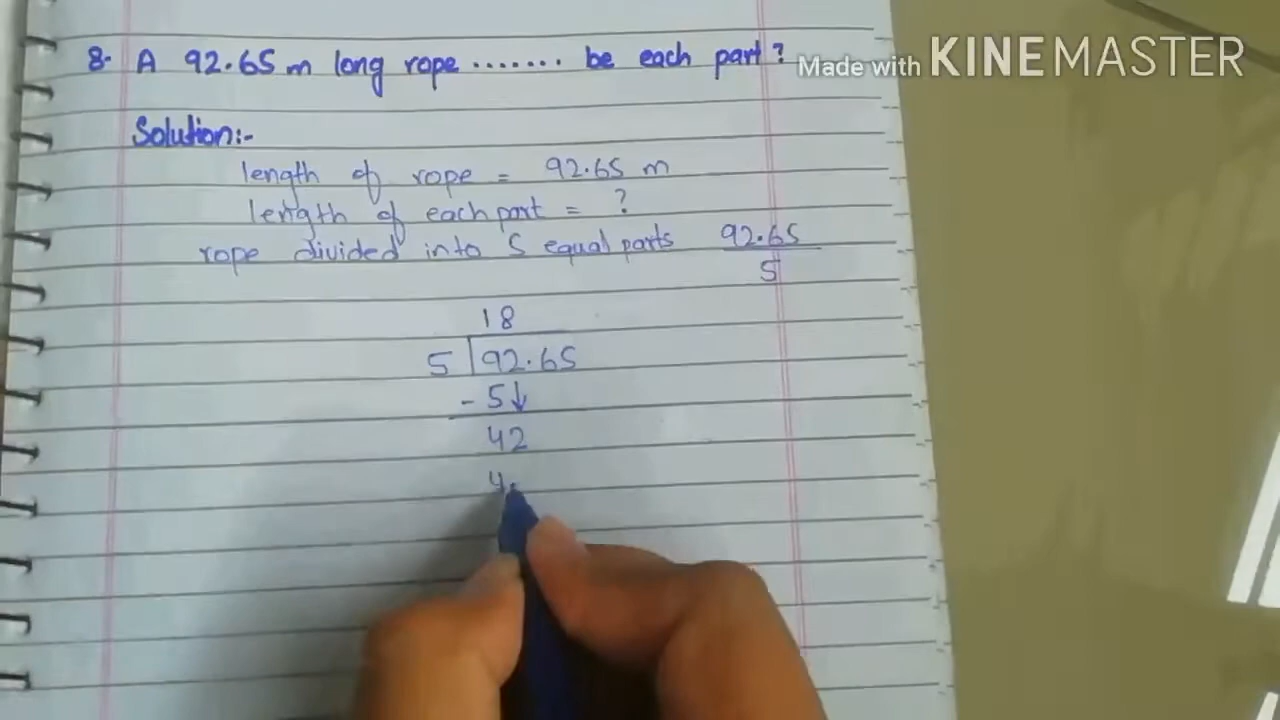 8. A 92.65 m long rope ....... be each part?
Made with KINEMASTER
Solution:-
length of rope = 92.65 m
length of each part = ?
rope divided into 5 equal parts 92.65
5
18
5 92.65
- 5↓
42
4